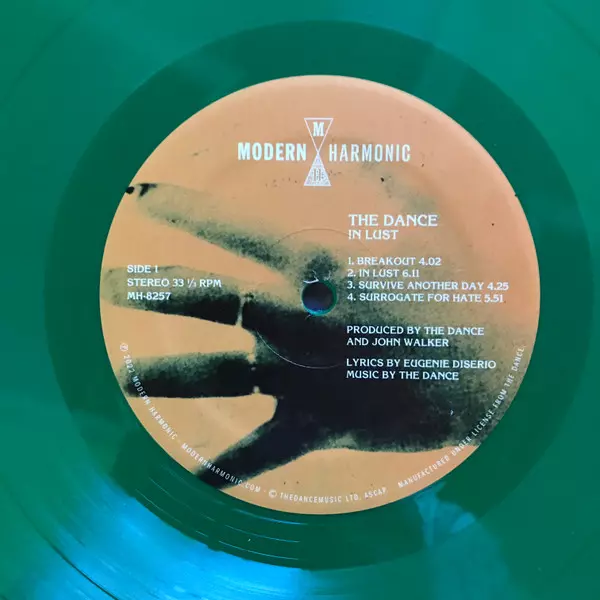 M
MODERN HARMONIC
THE DANCE
!N LUST
SIDE 1
STEREO 33 ⅓ RPM
MH-8257
1. BREAKOUT 4.02
2. IN LUST 6.11
3. SURVIVE ANOTHER DAY 4.25
4. SURROGATE FOR HATE 5.51
PRODUCED BY THE DANCE
AND JOHN WALKER
LYRICS BY EUGENIE DISERIO
MUSIC BY THE DANCE
℗ 2022 MODERN HARMONIC · MODERNHARMONIC.COM · © THEDANCEMUSIC LTD. ASCAP. MANUFACTURED UNDER LICENSE FROM THE DANCE.